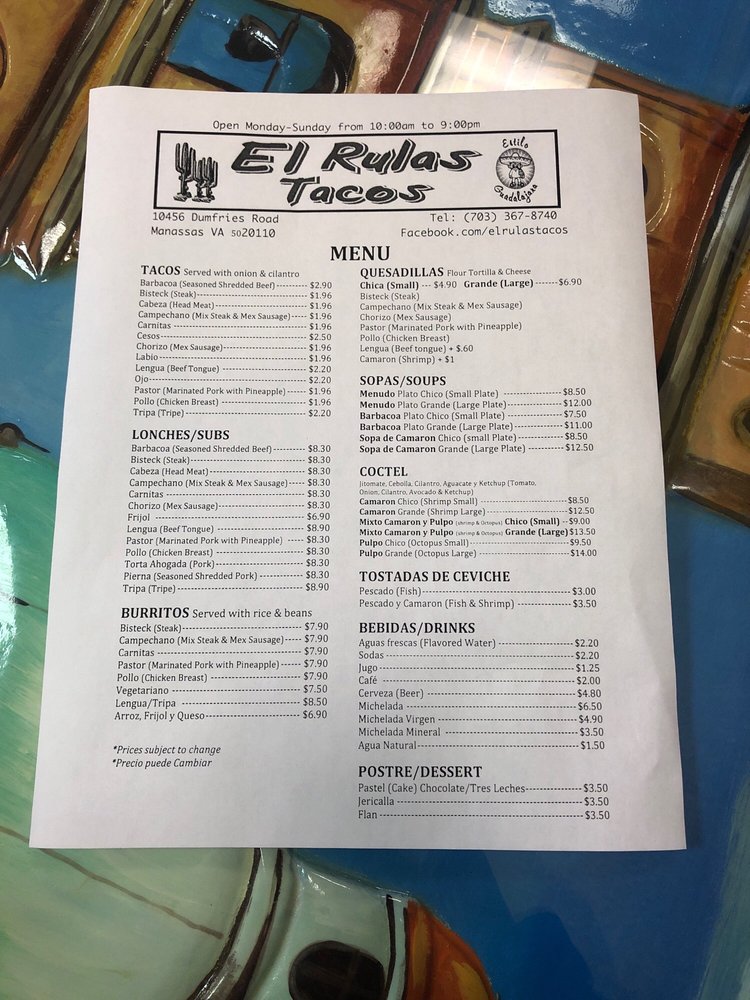 Open Monday-Sunday from 10:00am to 9:00pm
El Rulas
Tacos
Estilo
Guadalajara
10456 Dumfries Road
Manassas VA SO20110
Tel: (703) 367-8740
Facebook.com/elrulastacos
MENU
TACOS Served with onion & cilantro
Barbacoa (Seasoned Shredded Beef) $2.90
Bisteck (Steak) $1.96
Cabeza (Head Meat) $1.96
Campechano (Mix Steak & Mex Sausage) $1.96
Carnitas $1.96
Cesos $2.50
Chorizo (Mex Sausage) $1.96
Labio $1.96
Lengua (Beef Tongue) $2.20
Ojo $2.20
Pastor (Marinated Pork with Pineapple) $1.96
Pollo (Chicken Breast) $1.96
Tripa (Tripe) $2.20
LONCHES/SUBS
Barbacoa (Seasoned Shredded Beef) $8.30
Bisteck (Steak) $8.30
Cabeza (Head Meat) $8.30
Campechano (Mix Steak & Mex Sausage) $8.30
Carnitas $8.30
Chorizo (Mex Sausage) $8.30
Frijol $6.90
Lengua (Beef Tongue) $8.90
Pastor (Marinated Pork with Pineapple) $8.30
Pollo (Chicken Breast) $8.30
Torta Ahogada (Pork) $8.30
Pierna (Seasoned Shredded Pork) $8.30
Tripa (Tripe) $8.90
BURRITOS Served with rice & beans
Bisteck (Steak) $7.90
Campechano (Mix Steak & Mex Sausage) $7.90
Carnitas $7.90
Pastor (Marinated Pork with Pineapple) $7.90
Pollo (Chicken Breast) $7.90
Vegetariano $7.50
Lengua/Tripa $8.50
Arroz, Frijol y Queso $6.90
*Prices subject to change
*Precio puede Cambiar
QUESADILLAS Flour Tortilla & Cheese
Chica (Small) --- $4.90 Grande (Large) ------$6.90
Bisteck (Steak)
Campechano (Mix Steak & Mex Sausage)
Chorizo (Mex Sausage)
Pastor (Marinated Pork with Pineapple)
Pollo (Chicken Breast)
Lengua (Beef tongue) + $.60
Camaron (Shrimp) + $1
SOPAS/SOUPS
Menudo Plato Chico (Small Plate) $8.50
Menudo Plato Grande (Large Plate) $12.00
Barbacoa Plato Chico (Small Plate) $7.50
Barbacoa Plato Grande (Large Plate) $11.00
Sopa de Camaron Chico (small Plate) $8.50
Sopa de Camaron Grande (Large Plate) $12.50
COCTEL
Jitomate, Cebolla, Cilantro, Aguacate y Ketchup (Tomato,
Onion, Cilantro, Avocado & Ketchup)
Camaron Chico (Shrimp Small) $8.50
Camaron Grande (Shrimp Large) $12.50
Mixto Camaron y Pulpo (shrimp & Octopus) Chico (Small) --$9.00
Mixto Camaron y Pulpo (shrimp & Octopus) Grande (Large) $13.50
Pulpo Chico (Octopus Small) $9.50
Pulpo Grande (Octopus Large) $14.00
TOSTADAS DE CEVICHE
Pescado (Fish) $3.00
Pescado y Camaron (Fish & Shrimp) $3.50
BEBIDAS/DRINKS
Aguas frescas (Flavored Water) $2.20
Sodas $2.20
Jugo $1.25
Café $2.00
Cerveza (Beer) $4.80
Michelada $6.50
Michelada Virgen $4.90
Michelada Mineral $3.50
Agua Natural $1.50
POSTRE/DESSERT
Pastel (Cake) Chocolate/Tres Leches $3.50
Jericalla $3.50
Flan $3.50